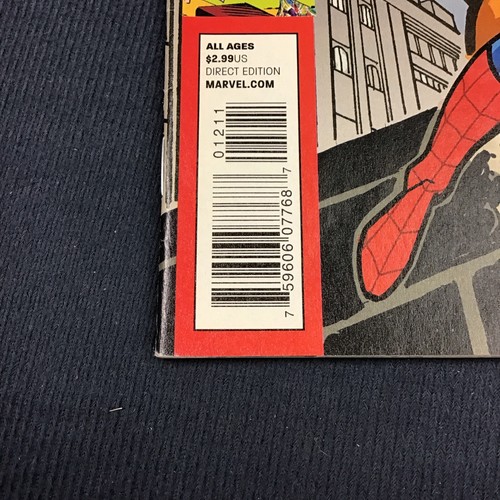 ALL AGES
$2.99US
DIRECT EDITION
MARVEL.COM
01211
7 59606 07768 7